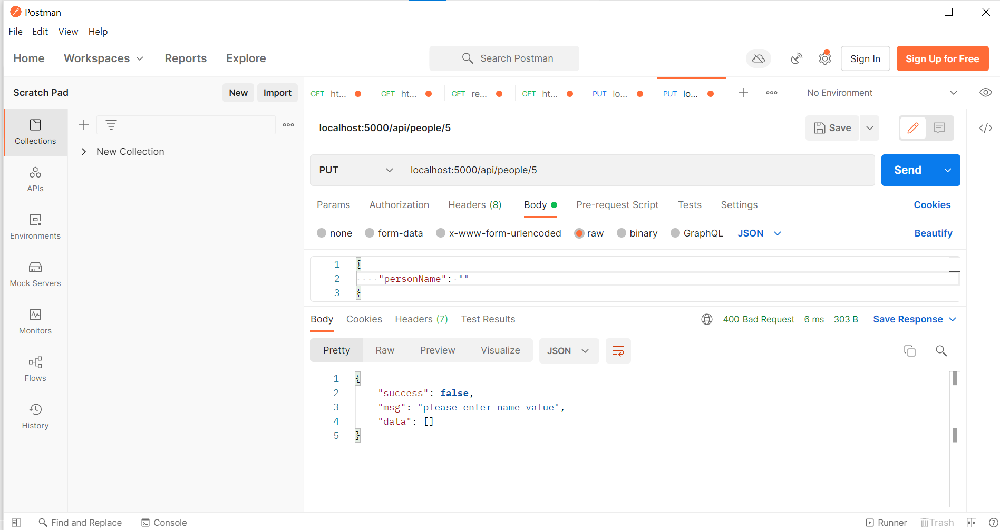 Postman
File Edit View Help
Home Workspaces Reports Explore Search Postman Sign In Sign Up for Free
Scratch Pad New Import GET ht... GET ht... GET re... GET ht... PUT lo... PUT lo... No Environment
Collections
APIs
Environments
Mock Servers
Monitors
Flows
History
New Collection
localhost:5000/api/people/5 Save
PUT localhost:5000/api/people/5 Send
Params Authorization Headers (8) Body Pre-request Script Tests Settings Cookies
none form-data x-www-form-urlencoded raw binary GraphQL JSON Beautify
1 {
2 "personName": ""
3 }
Body Cookies Headers (7) Test Results 400 Bad Request 6 ms 303 B Save Response
Pretty Raw Preview Visualize JSON
1 {
2 "success": false,
3 "msg": "please enter name value",
4 "data": []
5 }
Find and Replace Console Runner Trash